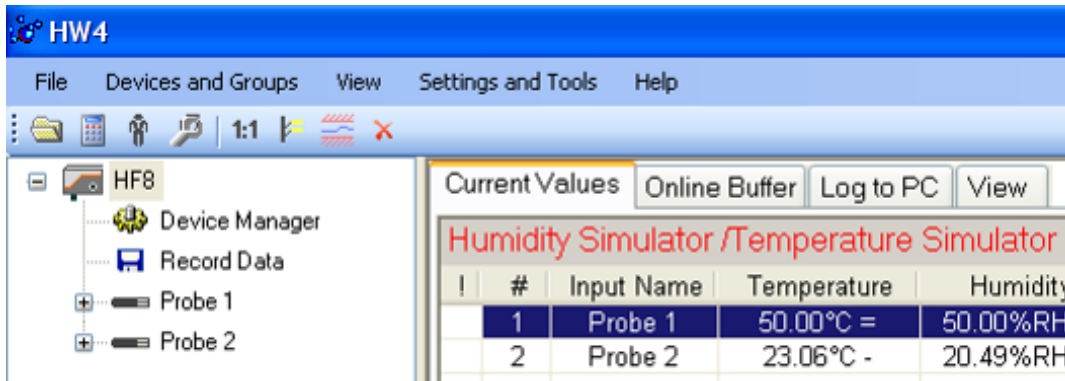 HW4
File Devices and Groups View Settings and Tools Help
1:1
HF8
Device Manager
Record Data
Probe 1
Probe 2
Current Values Online Buffer Log to PC View
Humidity Simulator /Temperature Simulator
! # Input Name Temperature Humidity
1 Probe 1 50.00°C = 50.00%RH
2 Probe 2 23.06°C - 20.49%RH